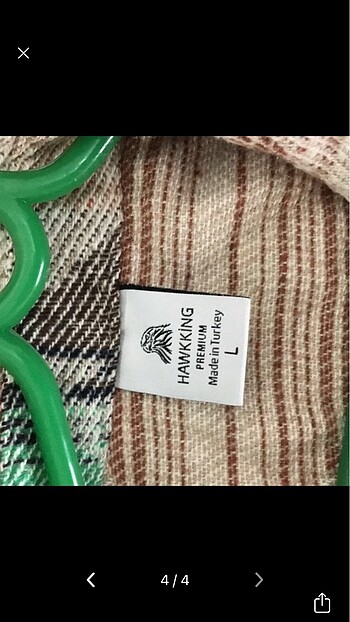 HAWKKING
PREMIUM
Made in Turkey
L
4 / 4